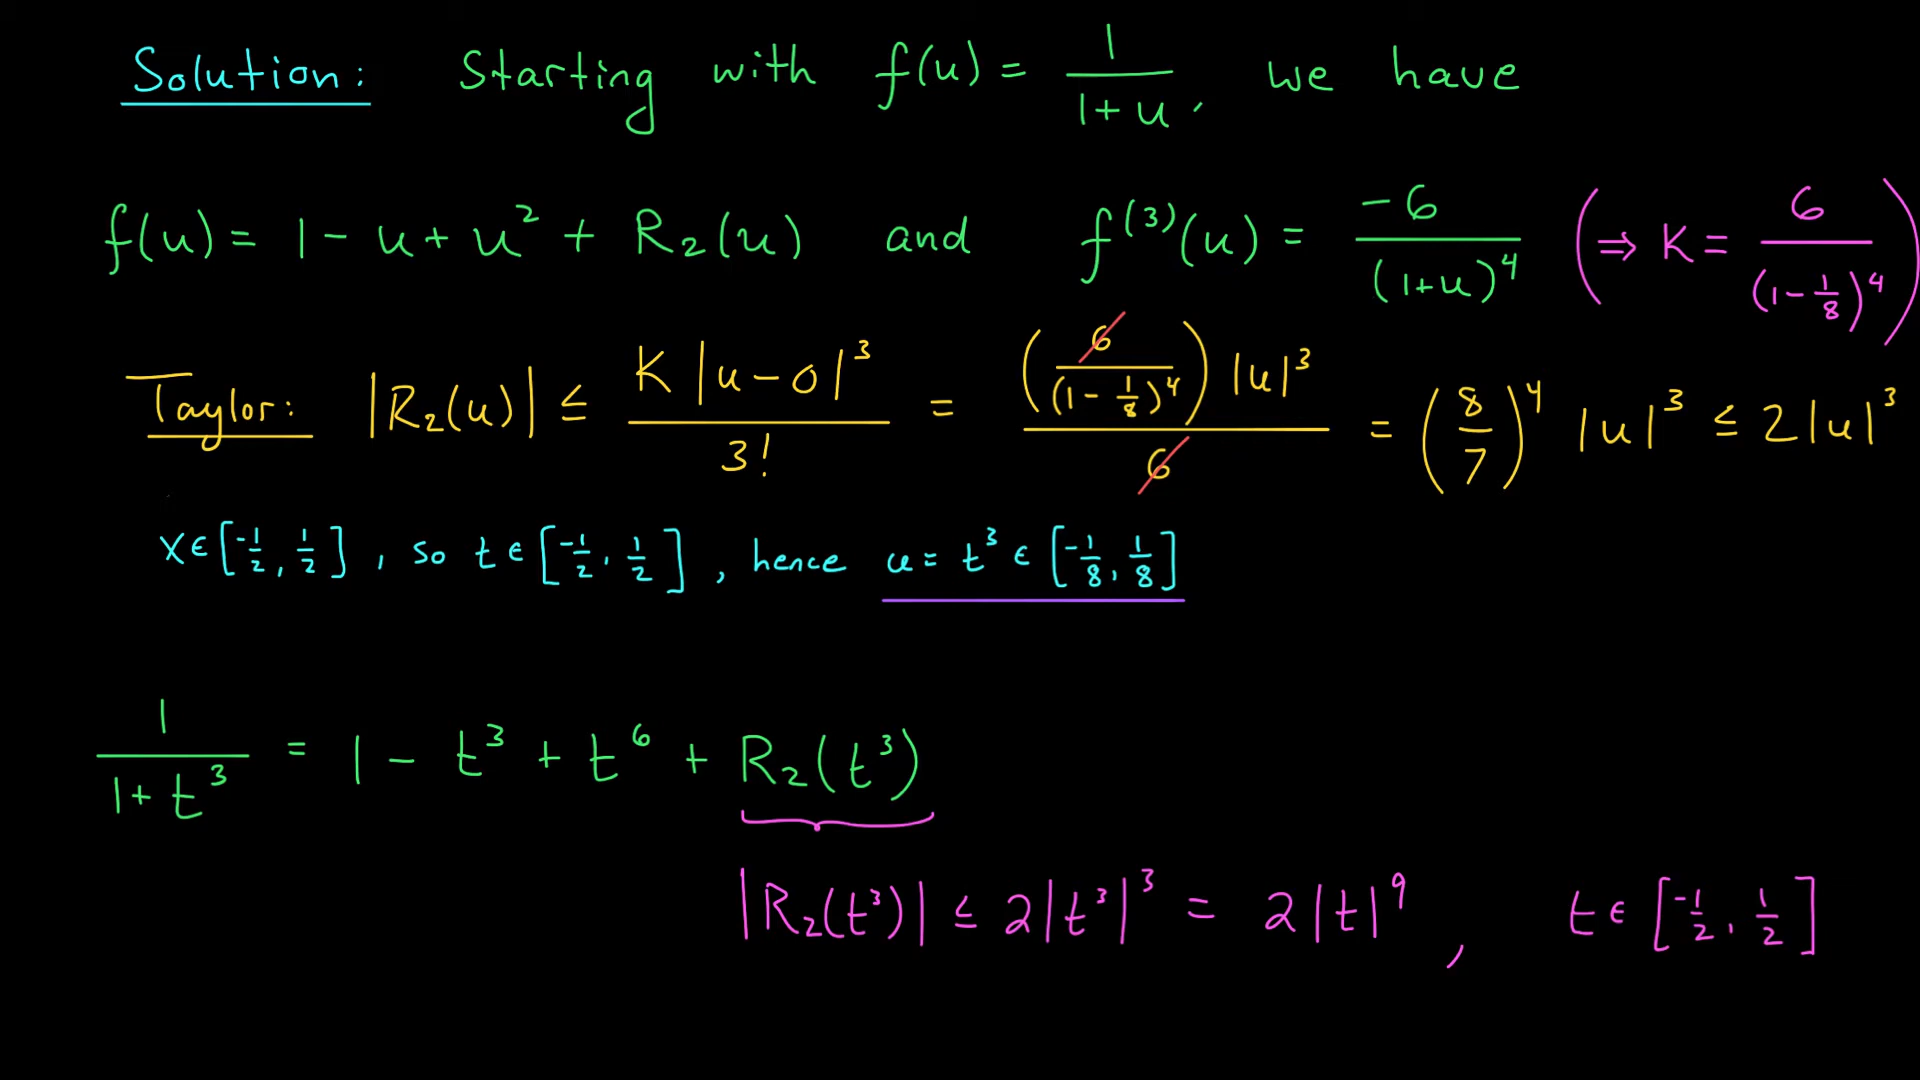 Solution: Starting with f(u) = 1/(1+u), we have
f(u) = 1 - u + u² + R₂(u) and f⁽³⁾(u) = -6/(1+u)⁴ (⇒ K = 6/(1-1/8)⁴)
Taylor: |R₂(u)| ≤ K|u-0|³/3! = (6/(1-1/8)⁴)|u|³/6 = (8/7)⁴ |u|³ ≤ 2|u|³
x∈[-1/2, 1/2], so t∈[-1/2, 1/2], hence u = t³ ∈ [-1/8, 1/8]
1/(1+t³) = 1 - t³ + t⁶ + R₂(t³)
|R₂(t³)| ≤ 2|t³|³ = 2|t|⁹, t∈[-1/2, 1/2]